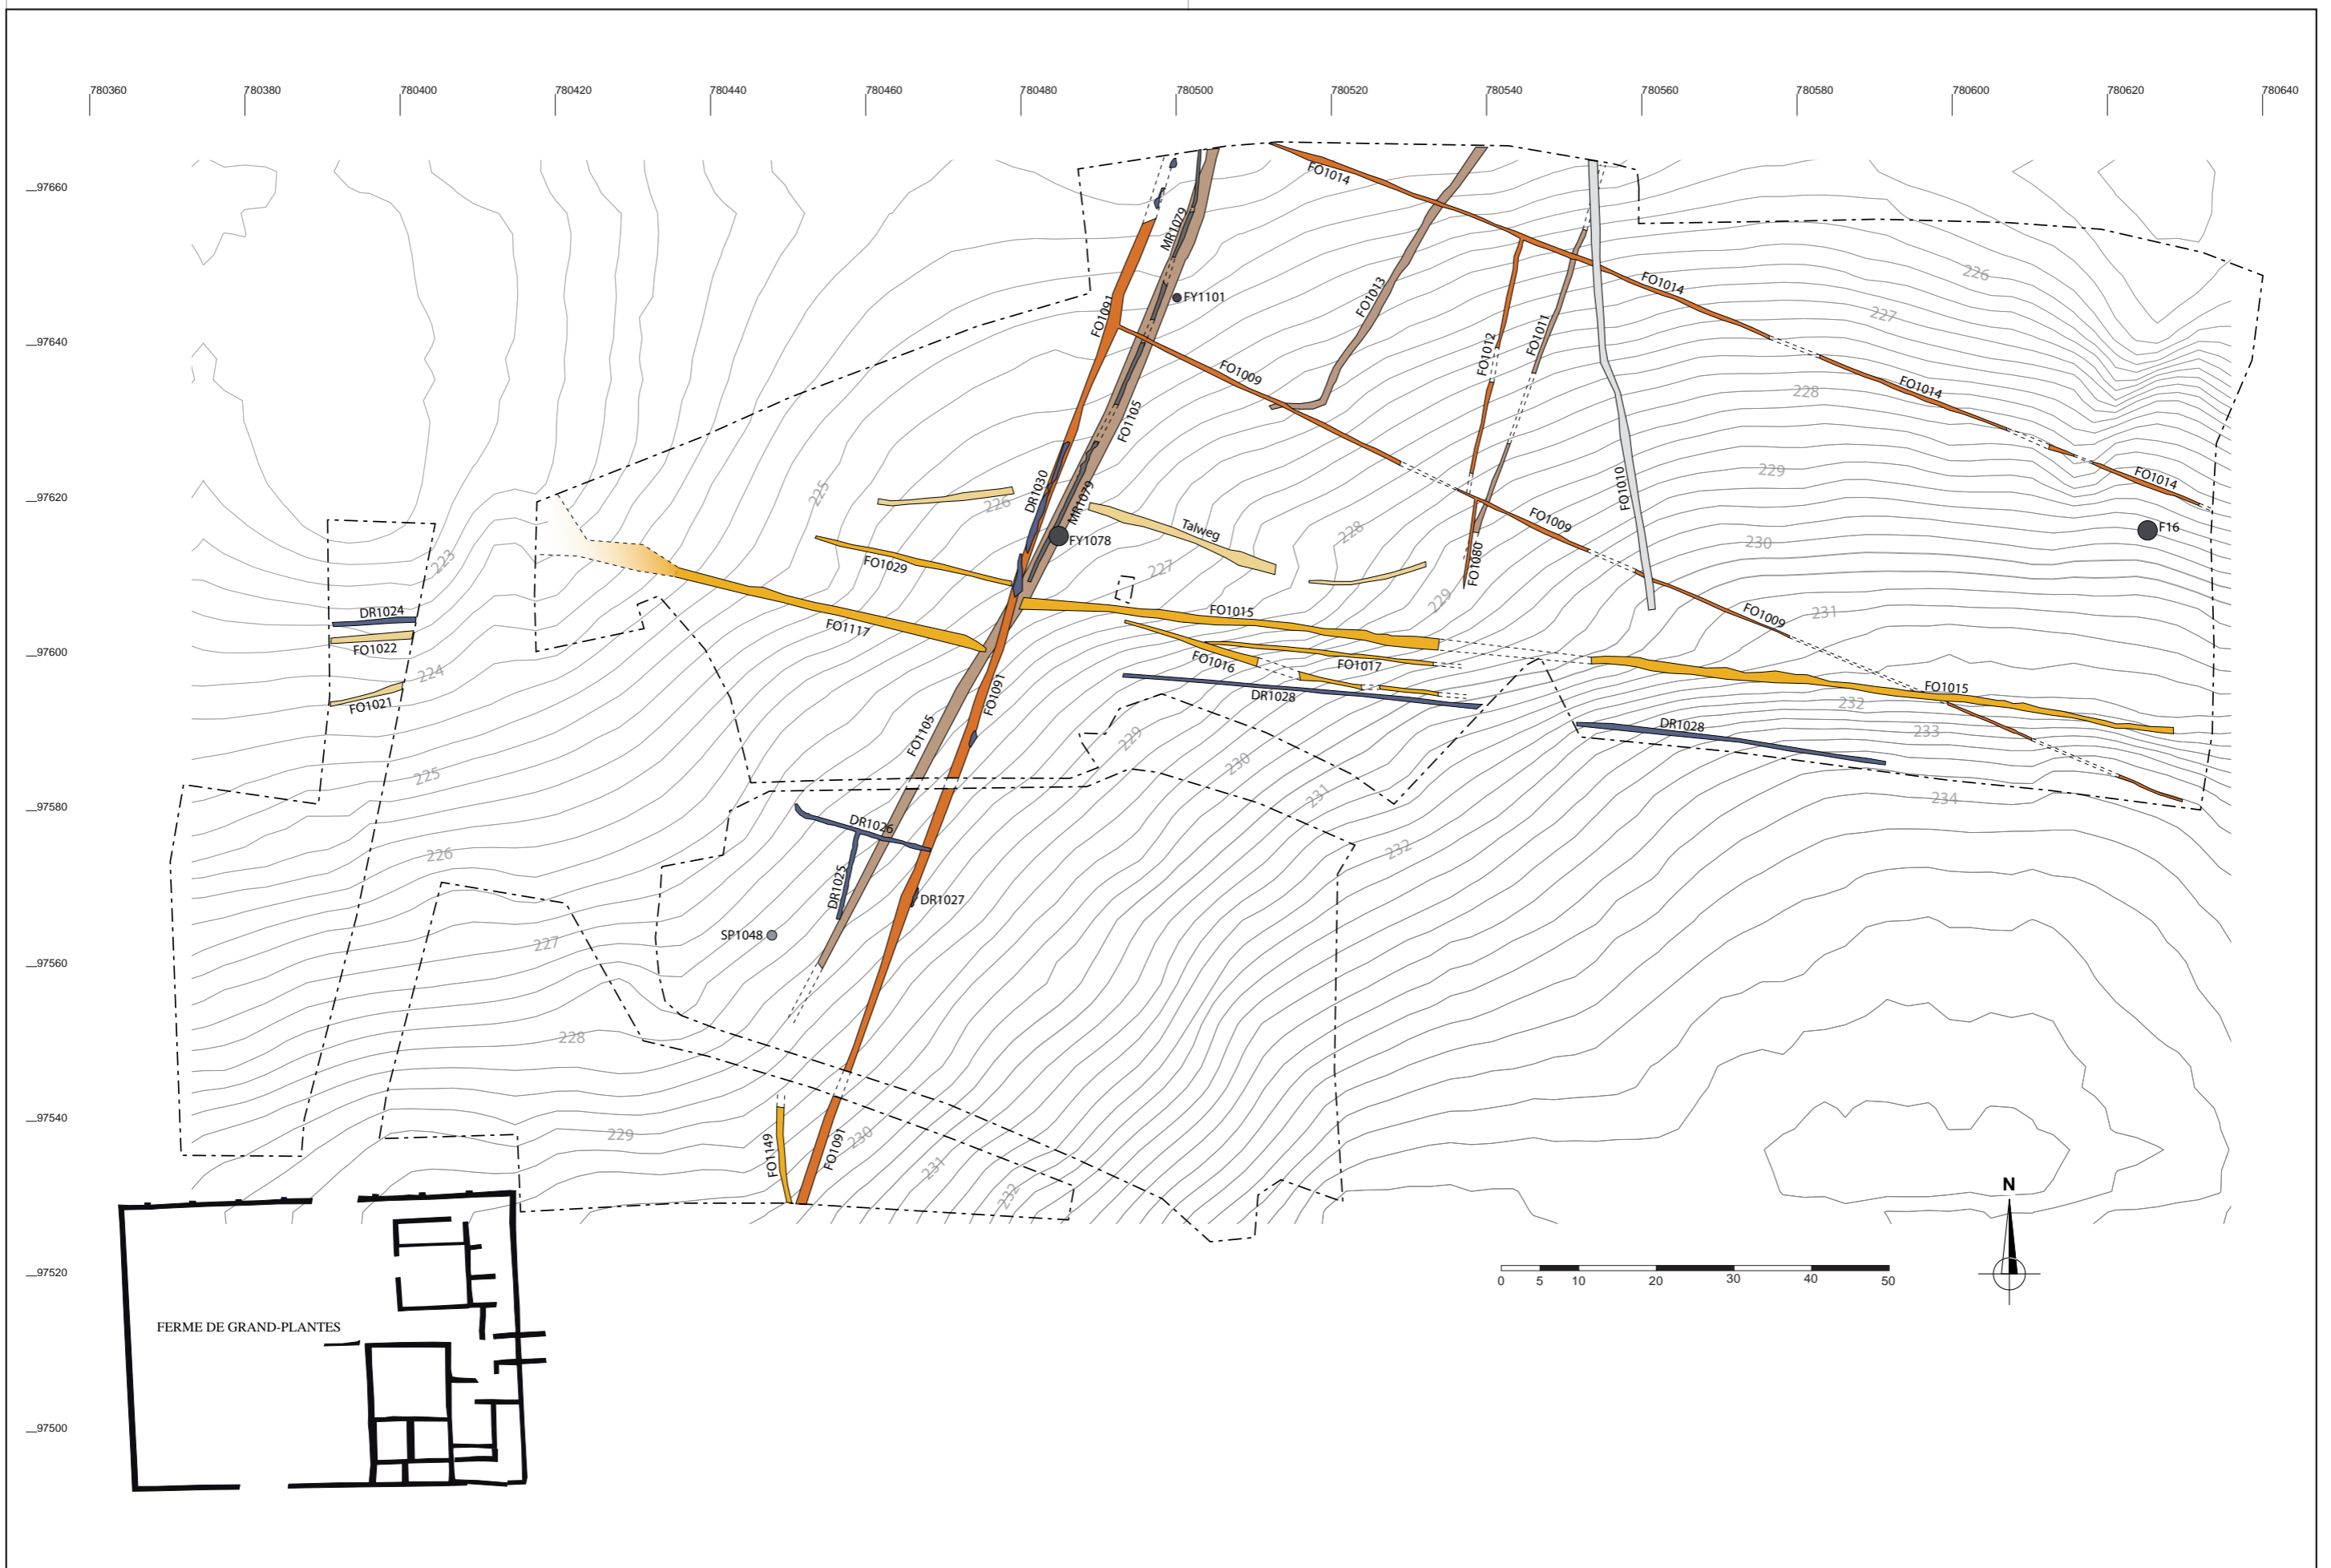 780360 780380 780400 780420 780440 780460 780480 780500 780520 780540 780560 780580 780600 780620 780640
97660
97640
97620
97600
97580
97560
97540
97520
97500
FO1014
MR1079
FO1013
FO1014
226
FY1101
FO1091
227
FO1011
FO1012
FO1009
FO1014
228
FO1105
229
FO1014
225
DR1030
226
MR1079
FO1010
Talweg
FO1009
F16
228
FY1078
230
223
FO1029
227
FO1080
229
DR1024
FO1015
231
FO1009
FO1117
FO1022
FO1016
FO1017
224
FO1015
FO1091
DR1028
FO1021
232
DR1028
FO1105
229
233
230
225
231
234
DR1026
232
226
DR1025
DR1027
SP1048
227
228
229
FO1149
FO1091
230
231
232
N
0 5 10 20 30 40 50
FERME DE GRAND-PLANTES